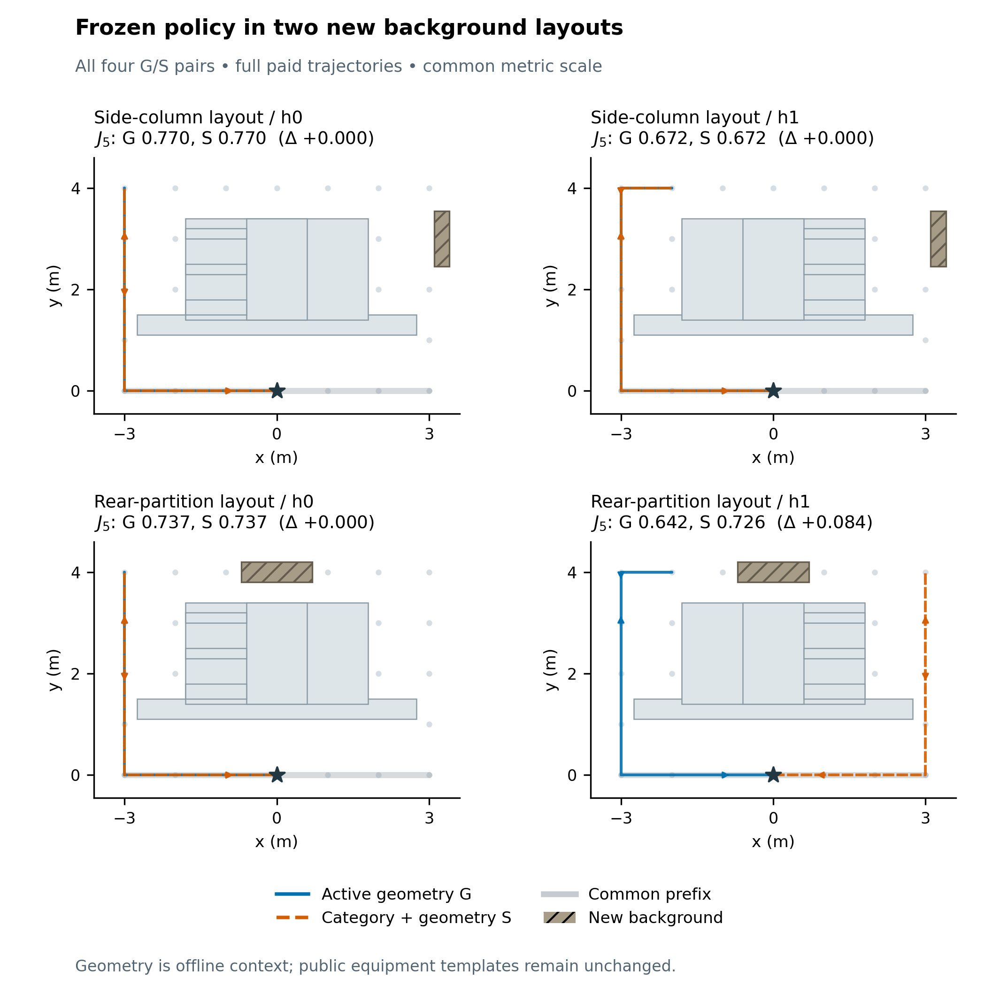 Frozen policy in two new background layouts
All four G/S pairs • full paid trajectories • common metric scale
Side-column layout / h0
J₅: G 0.770, S 0.770 (Δ +0.000)
4
2
0
y (m)
−3
0
3
x (m)
Side-column layout / h1
J₅: G 0.672, S 0.672 (Δ +0.000)
4
2
0
y (m)
−3
0
3
x (m)
Rear-partition layout / h0
J₅: G 0.737, S 0.737 (Δ +0.000)
4
2
0
y (m)
−3
0
3
x (m)
Rear-partition layout / h1
J₅: G 0.642, S 0.726 (Δ +0.084)
4
2
0
y (m)
−3
0
3
x (m)
Active geometry G
Category + geometry S
Common prefix
New background
Geometry is offline context; public equipment templates remain unchanged.